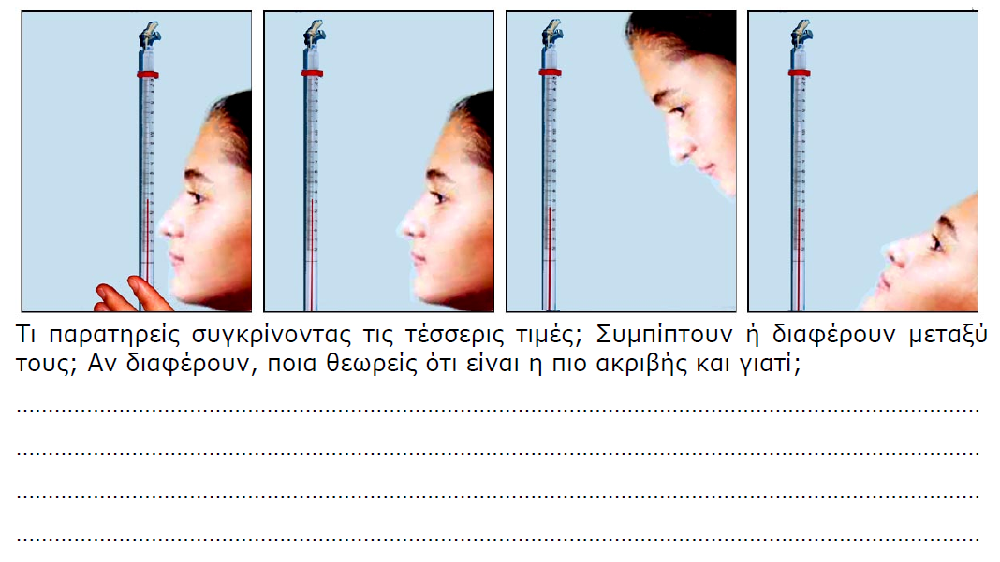 Τι παρατηρείς συγκρίνοντας τις τέσσερις τιμές; Συμπίπτουν ή διαφέρουν μεταξύ
τους; Αν διαφέρουν, ποια θεωρείς ότι είναι η πιο ακριβής και γιατί;